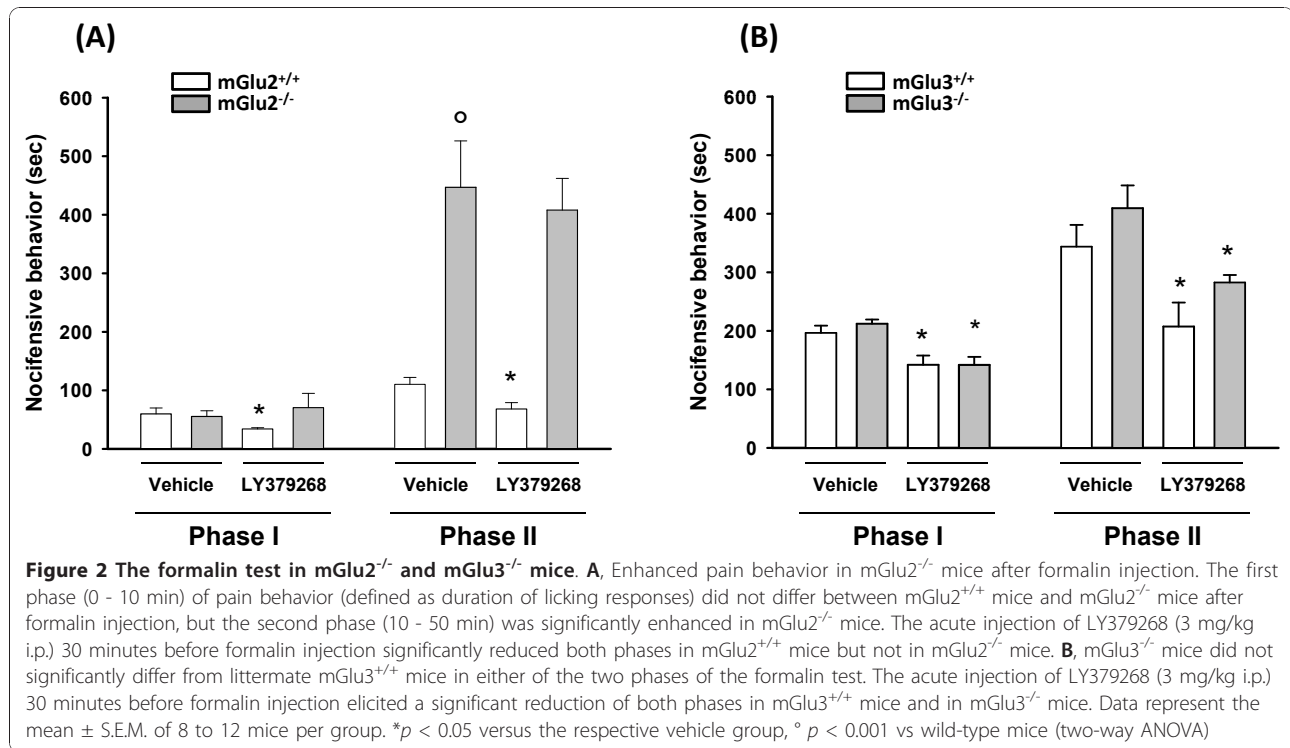 (A)
mGlu2+/+
mGlu2-/-
600
500
400
300
200
100
0
Nocifensive behavior (sec)
°
*
*
Vehicle LY379268 Vehicle LY379268
Phase I Phase II
(B)
mGlu3+/+
mGlu3-/-
600
500
400
300
200
100
0
Nocifensive behavior (sec)
* * * *
Vehicle LY379268 Vehicle LY379268
Phase I Phase II
Figure 2 The formalin test in mGlu2-/- and mGlu3-/- mice. A, Enhanced pain behavior in mGlu2-/- mice after formalin injection. The first
phase (0 - 10 min) of pain behavior (defined as duration of licking responses) did not differ between mGlu2+/+ mice and mGlu2-/- mice after
formalin injection, but the second phase (10 - 50 min) was significantly enhanced in mGlu2-/- mice. The acute injection of LY379268 (3 mg/kg
i.p.) 30 minutes before formalin injection significantly reduced both phases in mGlu2+/+ mice but not in mGlu2-/- mice. B, mGlu3-/- mice did not
significantly differ from littermate mGlu3+/+ mice in either of the two phases of the formalin test. The acute injection of LY379268 (3 mg/kg i.p.)
30 minutes before formalin injection elicited a significant reduction of both phases in mGlu3+/+ mice and in mGlu3-/- mice. Data represent the
mean ± S.E.M. of 8 to 12 mice per group. *p < 0.05 versus the respective vehicle group, ° p < 0.001 vs wild-type mice (two-way ANOVA)